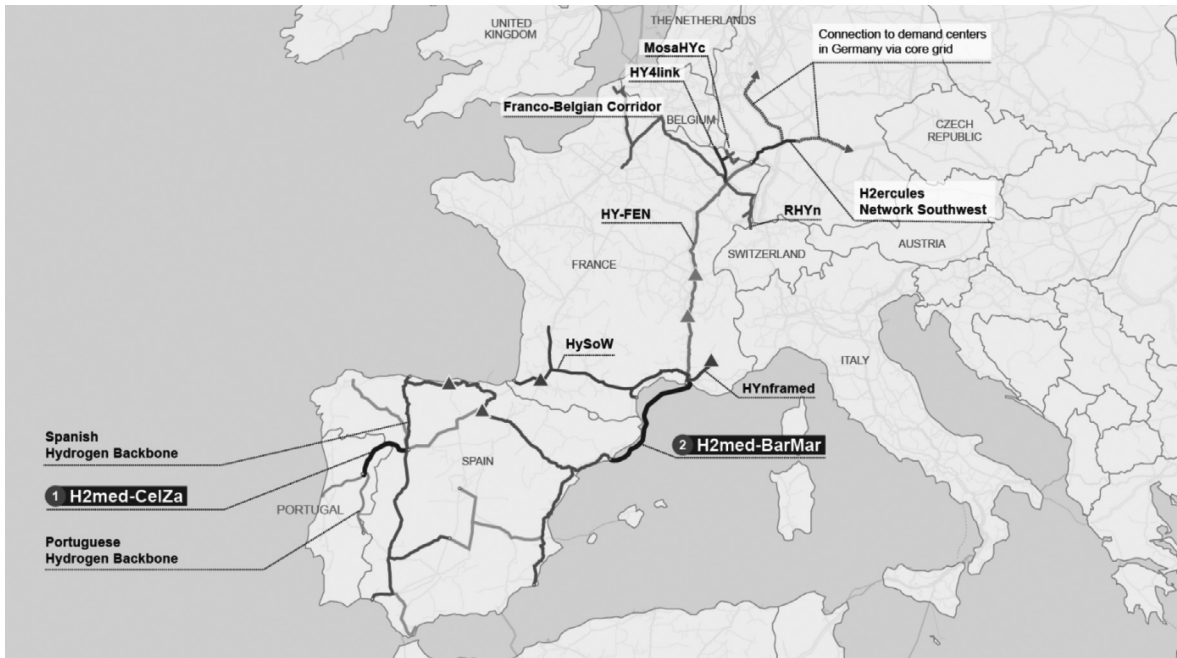 UNITED
KINGDOM
THE NETHERLANDS
Connection to demand centers
in Germany via core grid
MosaHYc
HY4link
Franco-Belgian Corridor
BELGIUM
CZECH
REPUBLIC
H2ercules
Network Southwest
HY-FEN
RHYn
SWITZERLAND
AUSTRIA
FRANCE
HySoW
ITALY
HYnframed
Spanish
Hydrogen Backbone
2 H2med-BarMar
SPAIN
1 H2med-CelZa
PORTUGAL
Portuguese
Hydrogen Backbone